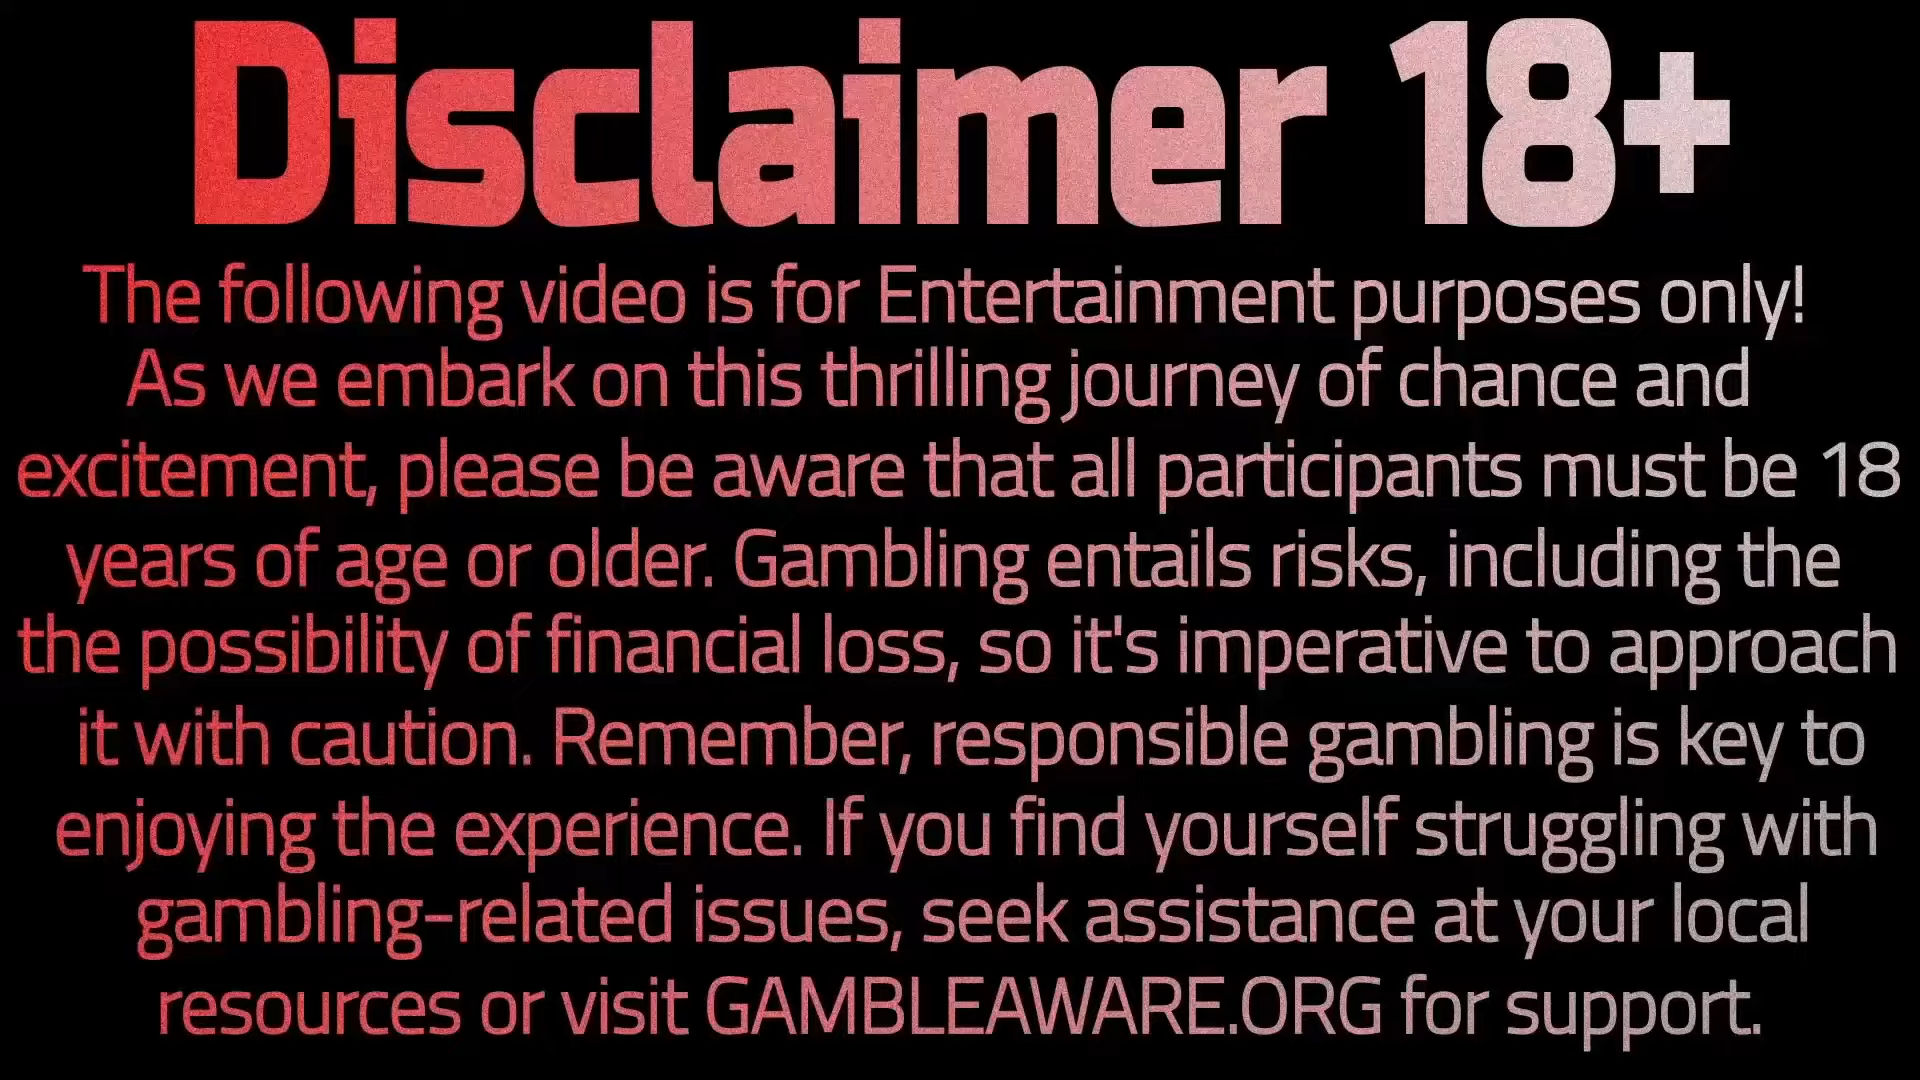 Disclaimer 18+
The following video is for Entertainment purposes only!
As we embark on this thrilling journey of chance and
excitement, please be aware that all participants must be 18
years of age or older. Gambling entails risks, including the
the possibility of financial loss, so it's imperative to approach
it with caution. Remember, responsible gambling is key to
enjoying the experience. If you find yourself struggling with
gambling-related issues, seek assistance at your local
resources or visit GAMBLEAWARE.ORG for support.